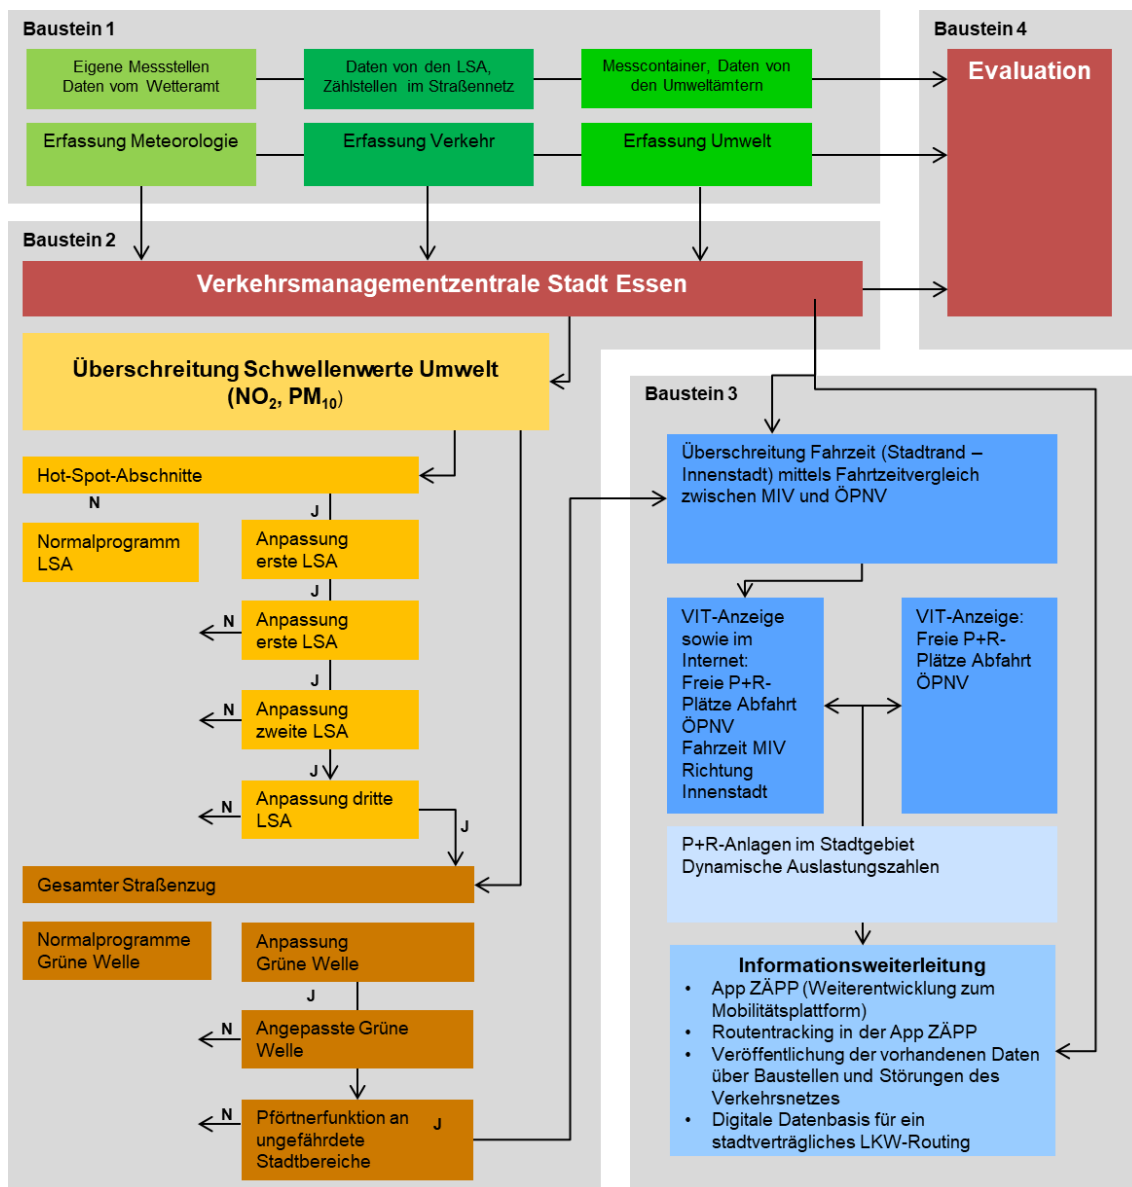 Baustein 1
Eigene Messstellen
Daten vom Wetteramt
Daten von den LSA,
Zählstellen im Straßennetz
Messcontainer, Daten von
den Umweltämtern
Erfassung Meteorologie
Erfassung Verkehr
Erfassung Umwelt
Baustein 4
Evaluation
Baustein 2
Verkehrsmanagementzentrale Stadt Essen
Überschreitung Schwellenwerte Umwelt
(NO₂, PM₁₀)
Hot-Spot-Abschnitte
N
J
Normalprogramm
LSA
Anpassung
erste LSA
J
N
Anpassung
erste LSA
J
N
Anpassung
zweite LSA
J
N
Anpassung dritte
LSA
J
Gesamter Straßenzug
Normalprogramme
Grüne Welle
Anpassung
Grüne Welle
J
N
Angepasste Grüne
Welle
N
Pförtnerfunktion an
ungefährdete
Stadtbereiche
J
Baustein 3
Überschreitung Fahrzeit (Stadtrand –
Innenstadt) mittels Fahrtzeitvergleich
zwischen MIV und ÖPNV
VIT-Anzeige
sowie im
Internet:
Freie P+R-
Plätze Abfahrt
ÖPNV
Fahrzeit MIV
Richtung
Innenstadt
VIT-Anzeige:
Freie P+R-
Plätze Abfahrt
ÖPNV
P+R-Anlagen im Stadtgebiet
Dynamische Auslastungszahlen
Informationsweiterleitung
• App ZÄPP (Weiterentwicklung zum
Mobilitätsplattform)
• Routentracking in der App ZÄPP
• Veröffentlichung der vorhandenen Daten
über Baustellen und Störungen des
Verkehrsnetzes
• Digitale Datenbasis für ein
stadtverträgliches LKW-Routing